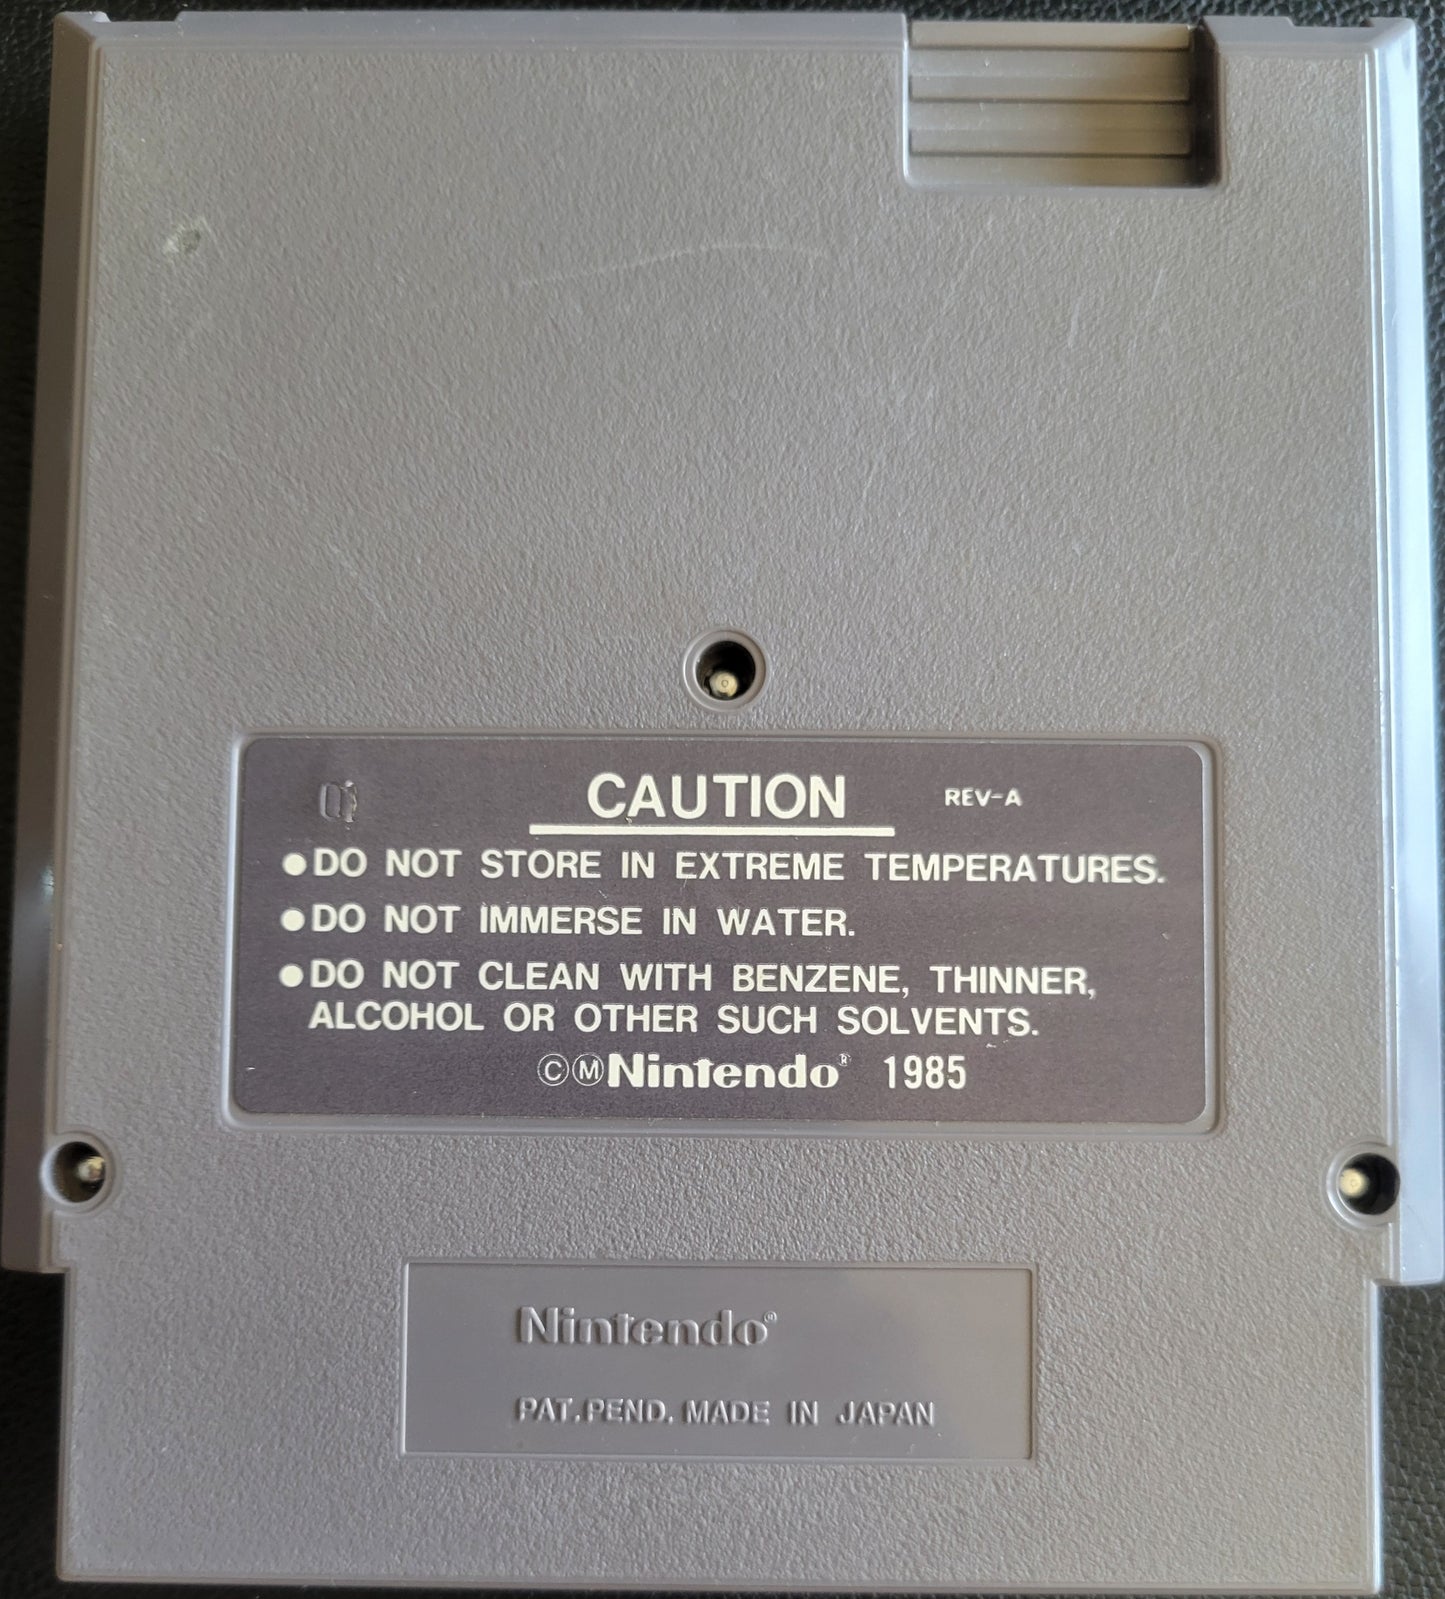 CAUTION REV-A
●DO NOT STORE IN EXTREME TEMPERATURES.
●DO NOT IMMERSE IN WATER.
●DO NOT CLEAN WITH BENZENE, THINNER,
ALCOHOL OR OTHER SUCH SOLVENTS.
ⒸⓂNintendo® 1985
Nintendo®
PAT. PEND. MADE IN JAPAN